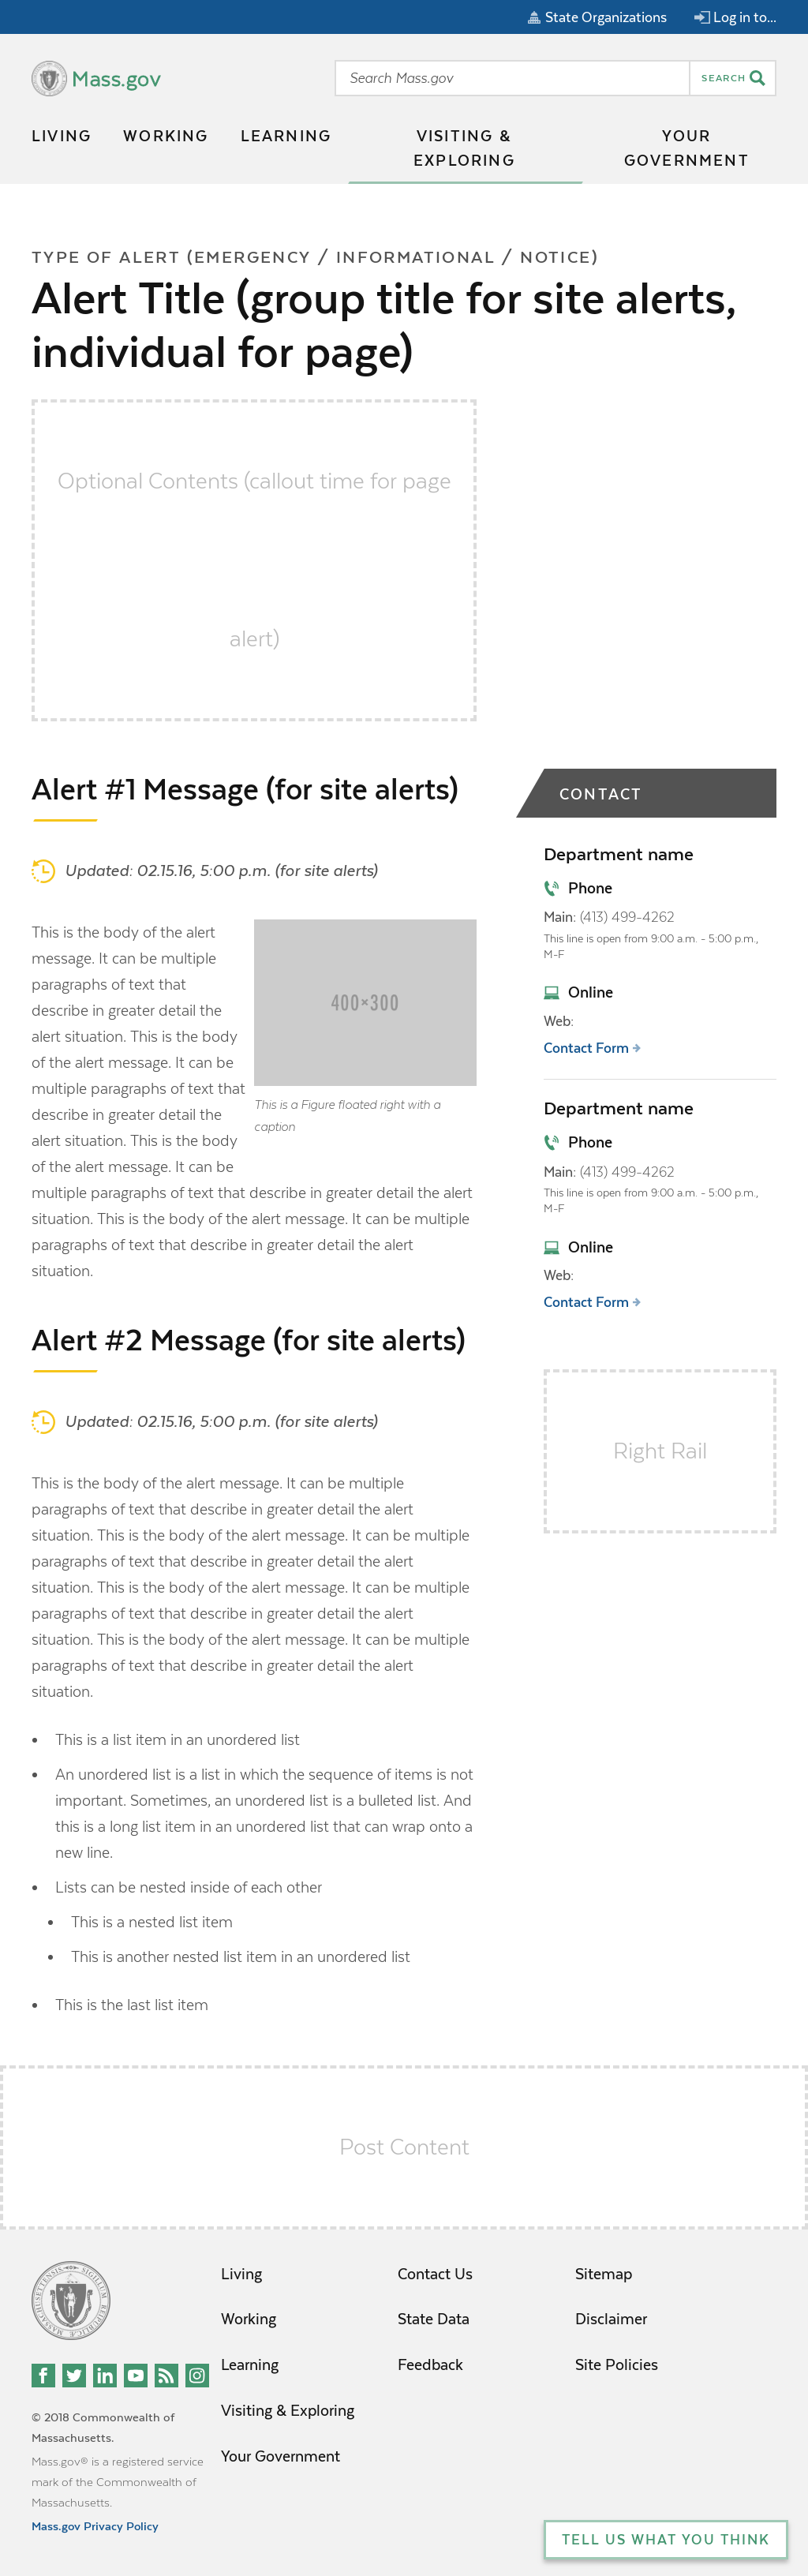 State Organizations
Log in to...
Mass.gov
Search Mass.gov
SEARCH
LIVING
WORKING
LEARNING
VISITING &
EXPLORING
YOUR
GOVERNMENT
TYPE OF ALERT (EMERGENCY / INFORMATIONAL / NOTICE)
Alert Title (group title for site alerts,
individual for page)
Optional Contents (callout time for page
alert)
Alert #1 Message (for site alerts)
Updated: 02.15.16, 5:00 p.m. (for site alerts)
This is the body of the alert
message. It can be multiple
paragraphs of text that
describe in greater detail the
alert situation. This is the body
of the alert message. It can be
multiple paragraphs of text that
describe in greater detail the
alert situation. This is the body
of the alert message. It can be
multiple paragraphs of text that describe in greater detail the alert
situation. This is the body of the alert message. It can be multiple
paragraphs of text that describe in greater detail the alert
situation.
400×300
This is a Figure floated right with a
caption
Alert #2 Message (for site alerts)
Updated: 02.15.16, 5:00 p.m. (for site alerts)
This is the body of the alert message. It can be multiple
paragraphs of text that describe in greater detail the alert
situation. This is the body of the alert message. It can be multiple
paragraphs of text that describe in greater detail the alert
situation. This is the body of the alert message. It can be multiple
paragraphs of text that describe in greater detail the alert
situation. This is the body of the alert message. It can be multiple
paragraphs of text that describe in greater detail the alert
situation.
• This is a list item in an unordered list
• An unordered list is a list in which the sequence of items is not
important. Sometimes, an unordered list is a bulleted list. And
this is a long list item in an unordered list that can wrap onto a
new line.
• Lists can be nested inside of each other
• This is a nested list item
• This is another nested list item in an unordered list
• This is the last list item
CONTACT
Department name
Phone
Main: (413) 499-4262
This line is open from 9:00 a.m. - 5:00 p.m.,
M-F
Online
Web:
Contact Form
Department name
Phone
Main: (413) 499-4262
This line is open from 9:00 a.m. - 5:00 p.m.,
M-F
Online
Web:
Contact Form
Right Rail
Post Content
© 2018 Commonwealth of
Massachusetts.
Mass.gov® is a registered service
mark of the Commonwealth of
Massachusetts.
Mass.gov Privacy Policy
Living
Working
Learning
Visiting & Exploring
Your Government
Contact Us
State Data
Feedback
Sitemap
Disclaimer
Site Policies
TELL US WHAT YOU THINK